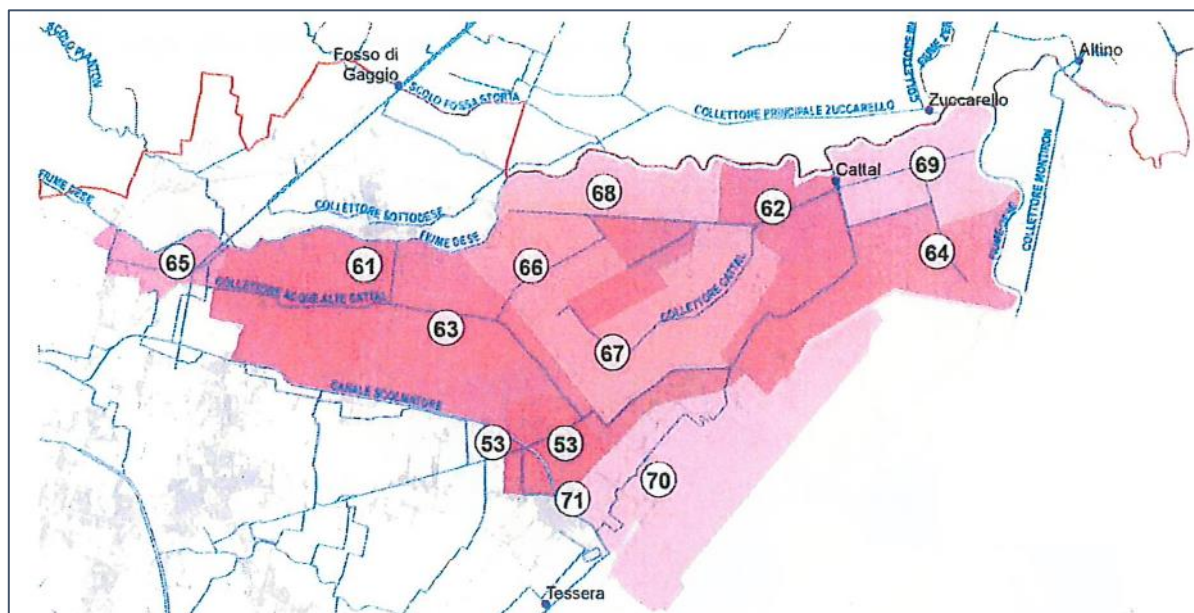 SCOLO
Fosso di
Gaggio
SCOLO FOSSA STORTA
Altino
Zuccarello
COLLETTORE PRINCIPALE ZUCCARELLO
Cattal
69
68
62
FIUME DESE
COLLETTORE SOTTODESE
FIUME DESE
COLLETTORE MONTIRON
64
65
61
66
COLLETTORE ACQUE ALTE CATTAL
COLLETTORE CATTAL
63
67
CANALE SCOLMATORE
53
53
70
71
Tessera